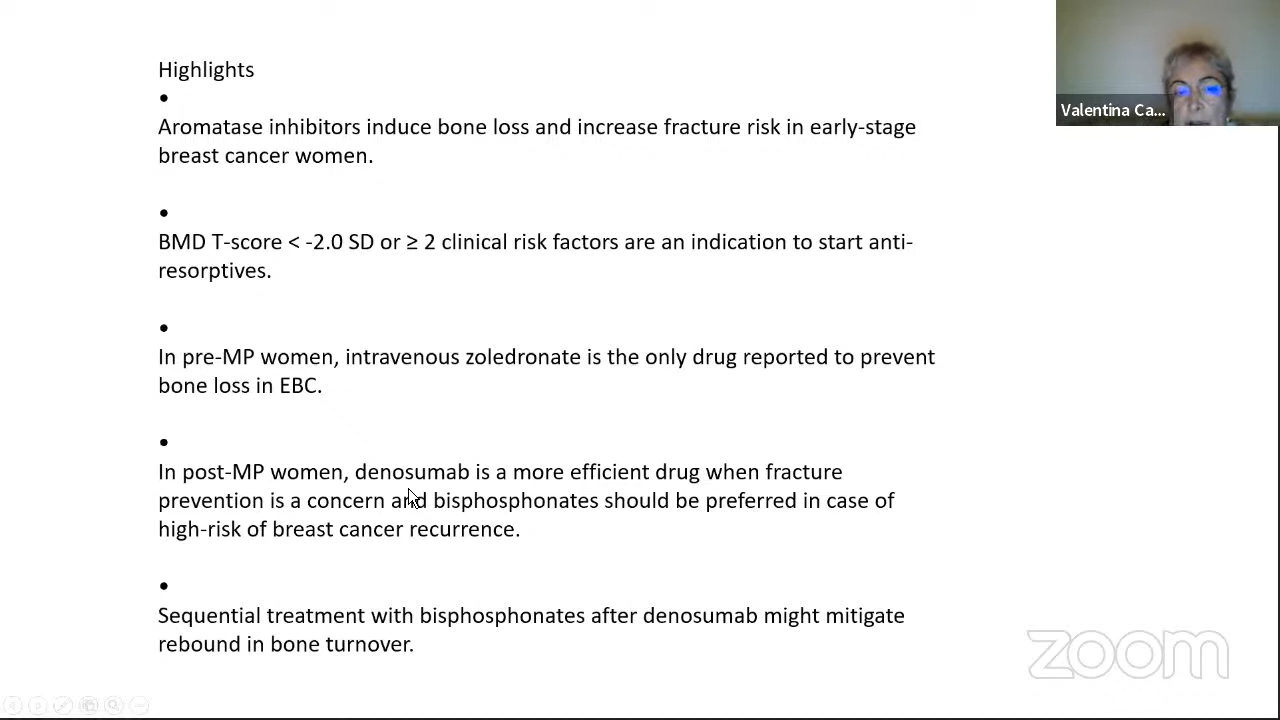 Highlights
•
Aromatase inhibitors induce bone loss and increase fracture risk in early-stage
breast cancer women.
•
BMD T-score < -2.0 SD or ≥ 2 clinical risk factors are an indication to start anti-
resorptives.
•
In pre-MP women, intravenous zoledronate is the only drug reported to prevent
bone loss in EBC.
•
In post-MP women, denosumab is a more efficient drug when fracture
prevention is a concern and bisphosphonates should be preferred in case of
high-risk of breast cancer recurrence.
•
Sequential treatment with bisphosphonates after denosumab might mitigate
rebound in bone turnover.
Valentina Ca...
zoom